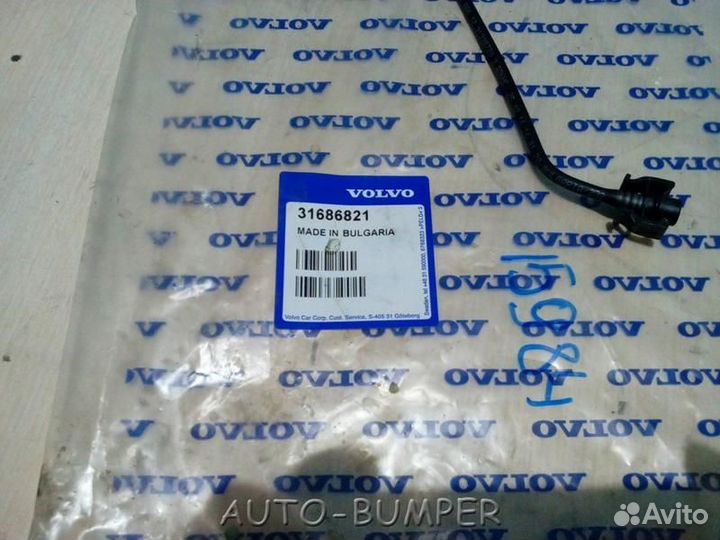 VOLVO
31686821
MADE IN BULGARIA
Volvo Car Corp. Cust. Service, S-405 31 Göteborg
AUTO-BUMPER
Avito